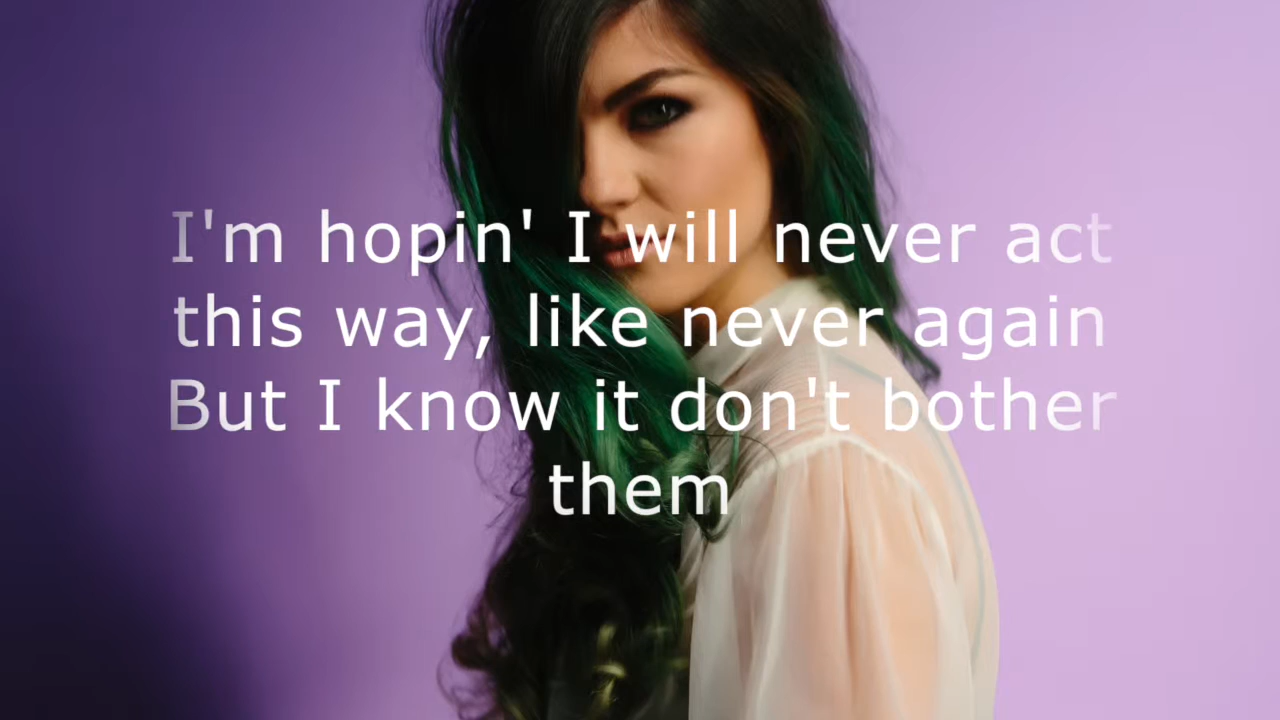 I'm hopin' I will never act
this way, like never again
But I know it don't bother
them